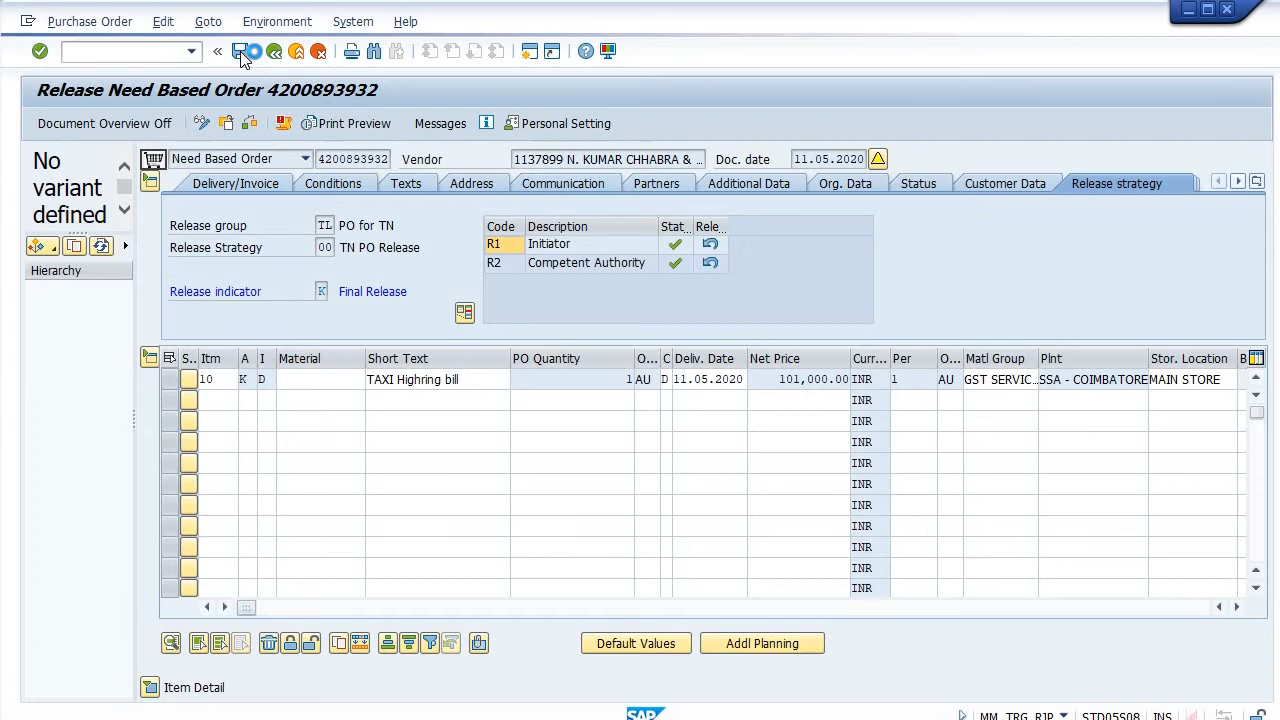 Purchase Order Edit Goto Environment System Help
Release Need Based Order 4200893932
Document Overview Off Print Preview Messages Personal Setting
No variant defined
Need Based Order 4200893932 Vendor 1137899 N. KUMAR CHHABRA & ... Doc. date 11.05.2020
Delivery/Invoice Conditions Texts Address Communication Partners Additional Data Org. Data Status Customer Data Release strategy
Hierarchy
Release group TL PO for TN
Release Strategy 00 TN PO Release
Release indicator K Final Release
Code Description Stat... Rele...
R1 Initiator
R2 Competent Authority
S.. Itm A I Material Short Text PO Quantity O... C Deliv. Date Net Price Curr... Per O... Matl Group Plnt Stor. Location B
10 K D TAXI Highring bill 1 AU D 11.05.2020 101,000.00 INR 1 AU GST SERVIC... SSA - COIMBATORE MAIN STORE
INR
INR
INR
INR
INR
INR
INR
INR
INR
INR
Default Values Addl Planning
Item Detail
SAP MM_TRG_RJP STD05S08 INS